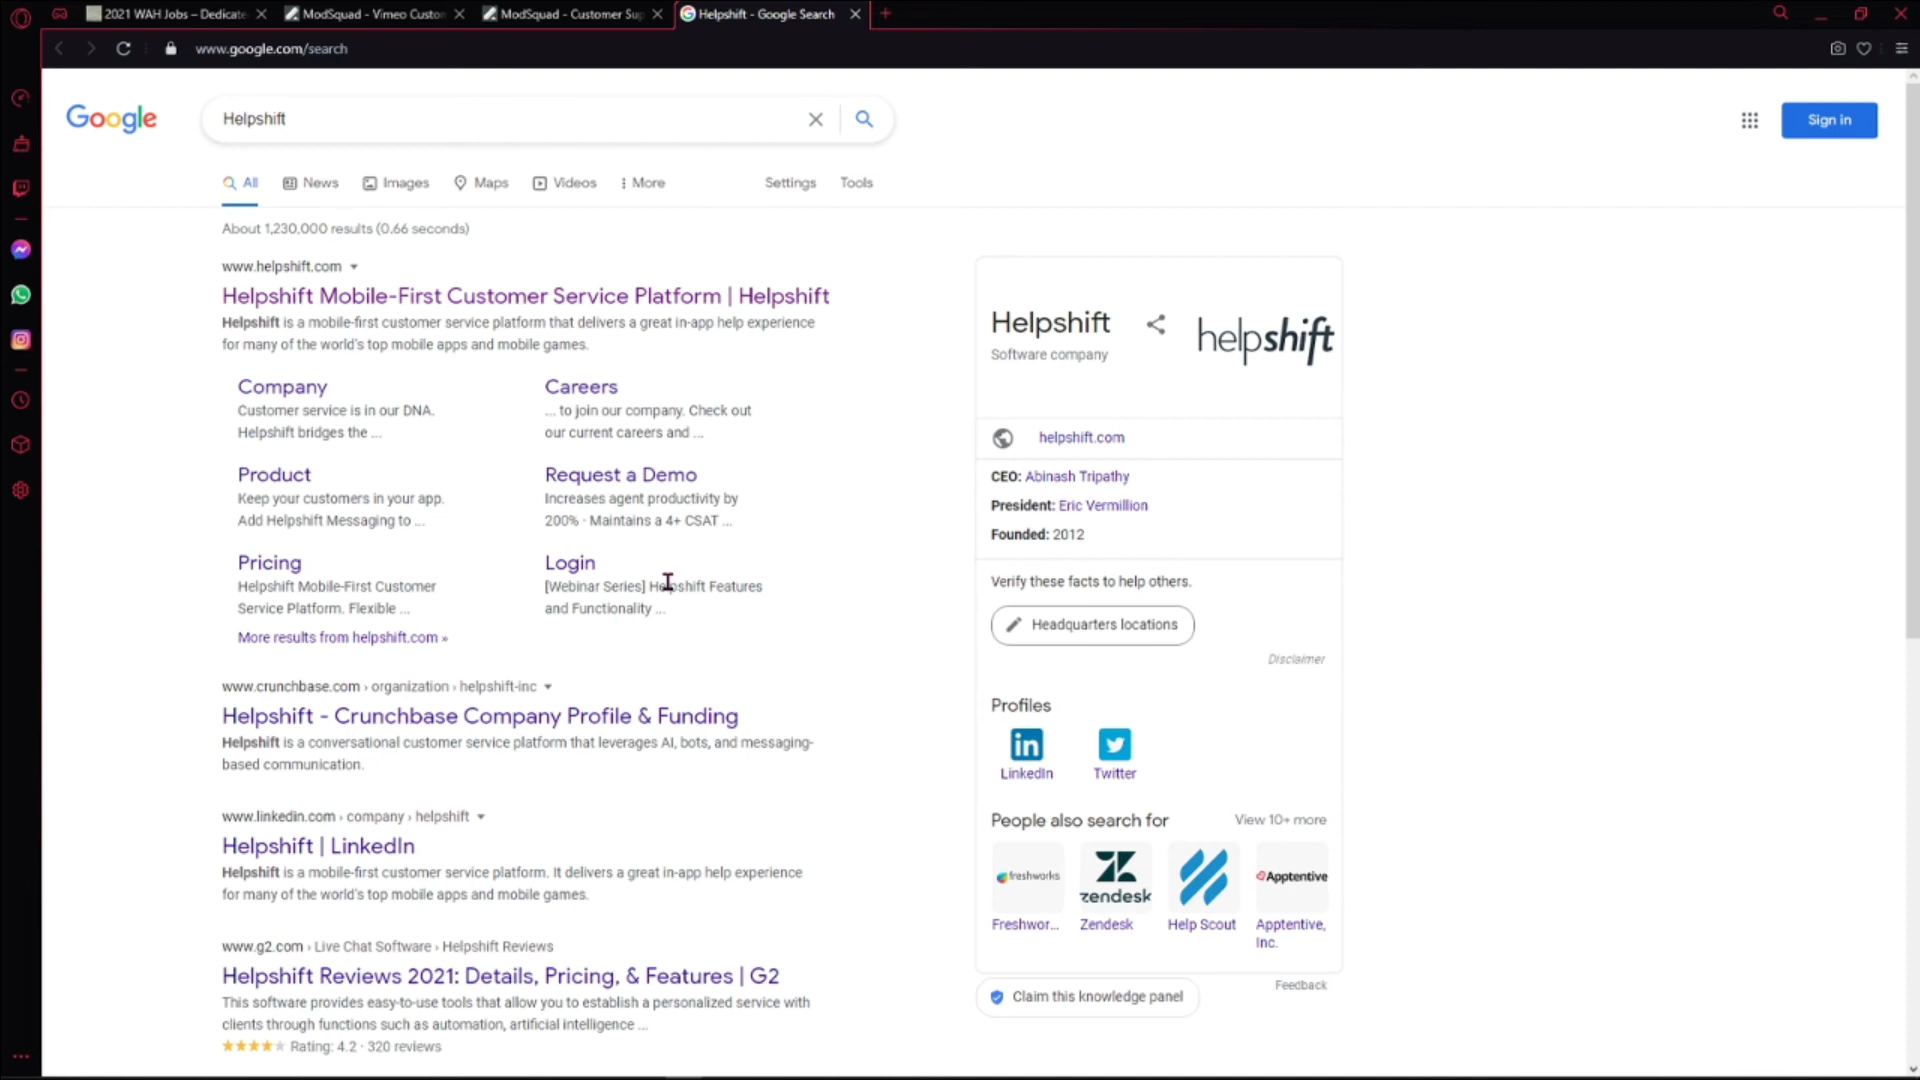 2021 WAH Jobs – Dedicate
ModSquad - Vimeo Custon
ModSquad - Customer Sup
Helpshift - Google Search
www.google.com/search
Google
Helpshift
Sign in
All
News
Images
Maps
Videos
More
Settings
Tools
About 1,230,000 results (0.66 seconds)
www.helpshift.com
Helpshift Mobile-First Customer Service Platform | Helpshift
Helpshift is a mobile-first customer service platform that delivers a great in-app help experience
for many of the world's top mobile apps and mobile games.
Company
Customer service is in our DNA.
Helpshift bridges the ...
Careers
... to join our company. Check out
our current careers and ...
Product
Keep your customers in your app.
Add Helpshift Messaging to ...
Request a Demo
Increases agent productivity by
200% · Maintains a 4+ CSAT ...
Pricing
Helpshift Mobile-First Customer
Service Platform. Flexible ...
Login
[Webinar Series] Helpshift Features
and Functionality ...
More results from helpshift.com »
www.crunchbase.com › organization › helpshift-inc
Helpshift - Crunchbase Company Profile & Funding
Helpshift is a conversational customer service platform that leverages AI, bots, and messaging-
based communication.
www.linkedin.com › company › helpshift
Helpshift | LinkedIn
Helpshift is a mobile-first customer service platform. It delivers a great in-app help experience
for many of the world's top mobile apps and mobile games.
www.g2.com › Live Chat Software › Helpshift Reviews
Helpshift Reviews 2021: Details, Pricing, & Features | G2
This software provides easy-to-use tools that allow you to establish a personalized service with
clients through functions such as automation, artificial intelligence ...
Rating: 4.2 · 320 reviews
Helpshift
Software company
helpshift
helpshift.com
CEO: Abinash Tripathy
President: Eric Vermillion
Founded: 2012
Verify these facts to help others.
Headquarters locations
Disclaimer
Profiles
in
LinkedIn
Twitter
People also search for
View 10+ more
freshworks
zendesk
Apptentive
Freshwor...
Zendesk
Help Scout
Apptentive,
Inc.
Feedback
Claim this knowledge panel